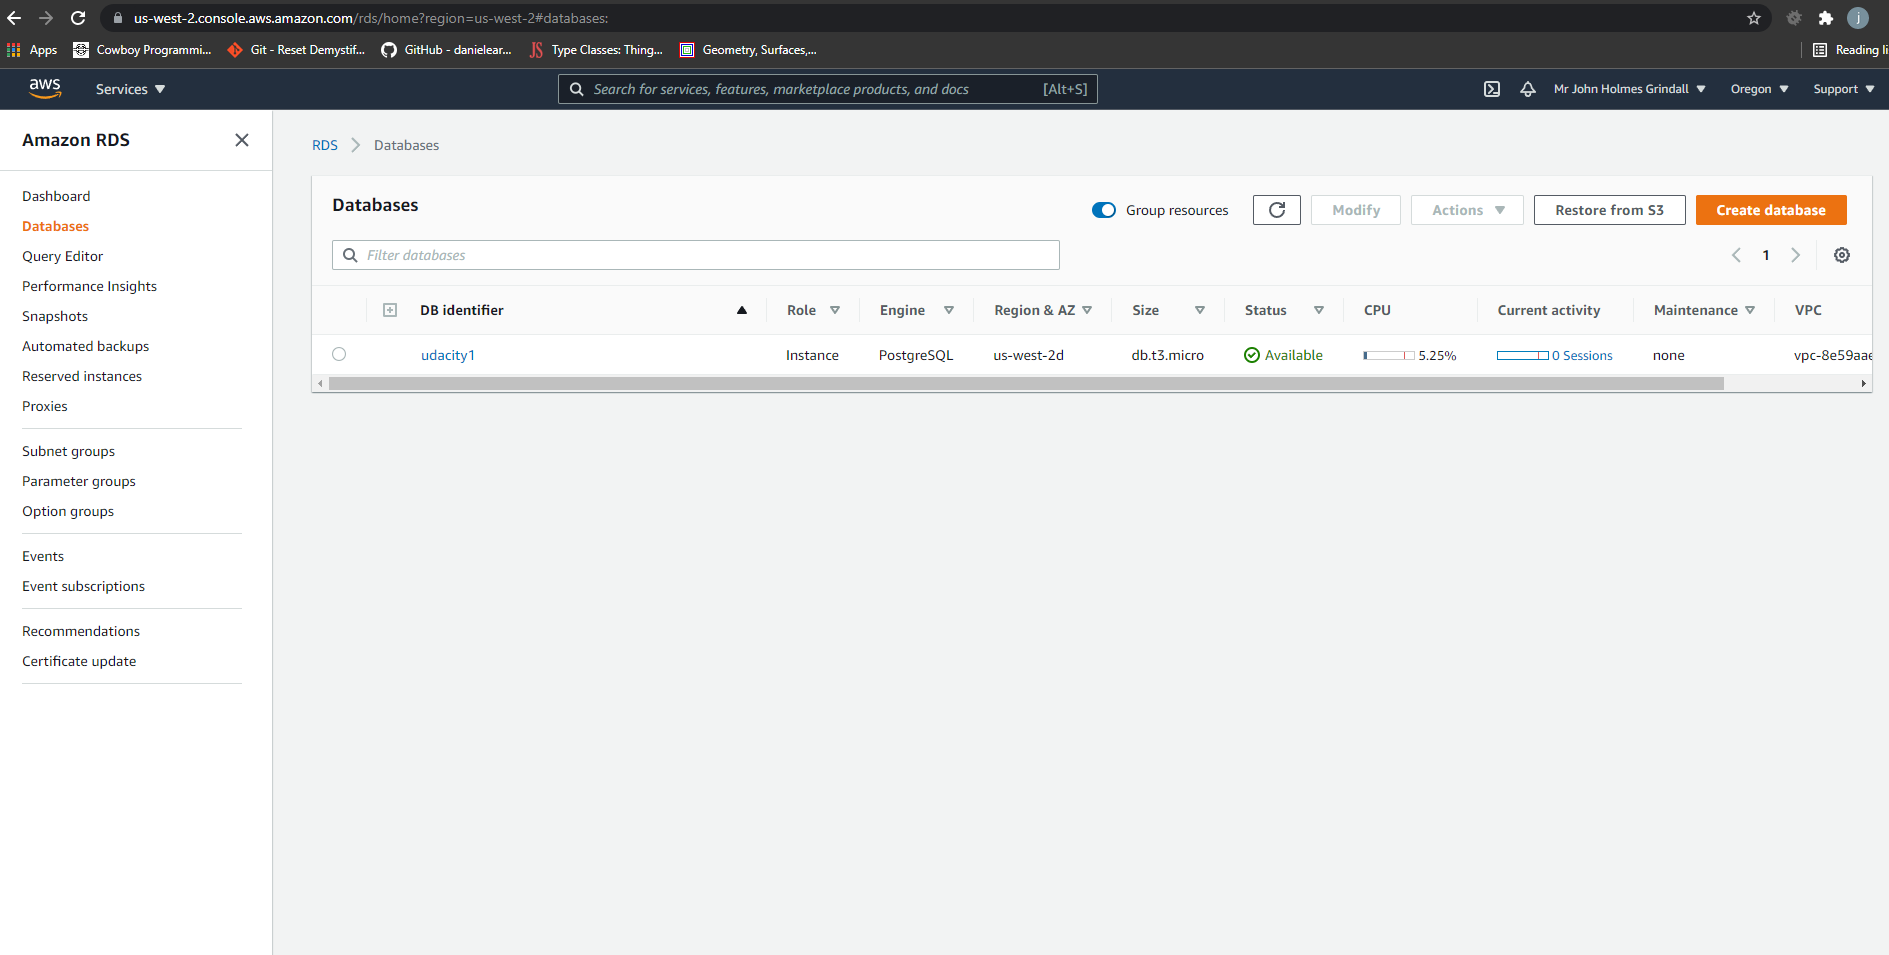 us-west-2.console.aws.amazon.com/rds/home?region=us-west-2#databases:
j
Apps
Cowboy Programmi...
Git - Reset Demystif...
GitHub - danielear...
JS Type Classes: Thing...
Geometry, Surfaces,...
Reading li
aws
Services
Search for services, features, marketplace products, and docs
[Alt+S]
Mr John Holmes Grindall
Oregon
Support
Amazon RDS
Dashboard
Databases
Query Editor
Performance Insights
Snapshots
Automated backups
Reserved instances
Proxies
Subnet groups
Parameter groups
Option groups
Events
Event subscriptions
Recommendations
Certificate update
RDS
Databases
Databases
Group resources
Modify
Actions
Restore from S3
Create database
Filter databases
1
DB identifier
Role
Engine
Region & AZ
Size
Status
CPU
Current activity
Maintenance
VPC
udacity1
Instance
PostgreSQL
us-west-2d
db.t3.micro
Available
5.25%
0 Sessions
none
vpc-8e59aae